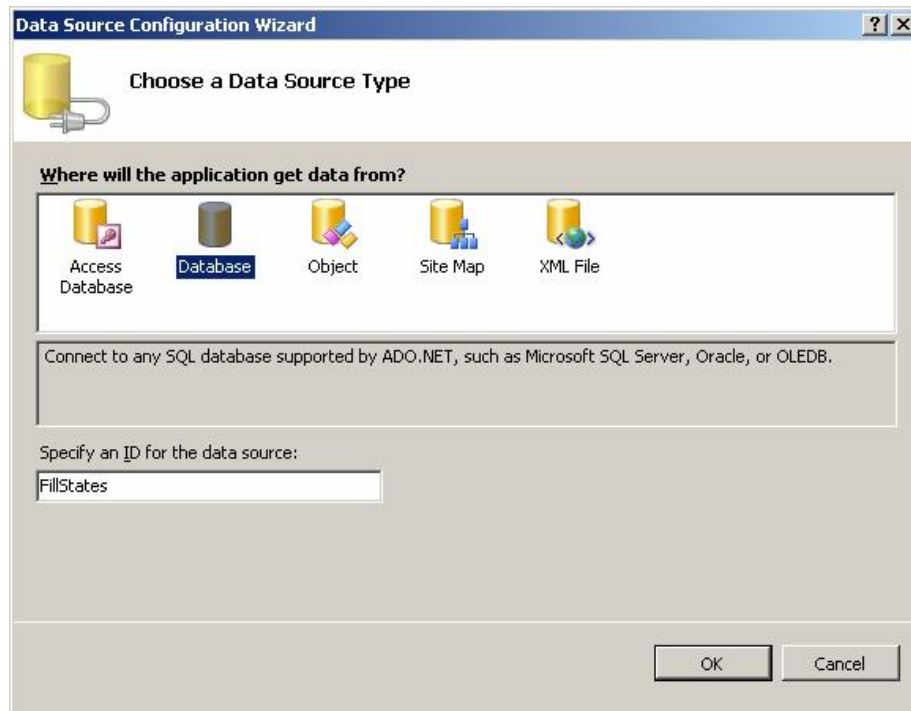 Data Source Configuration Wizard
Choose a Data Source Type
Where will the application get data from?
Access Database
Database
Object
Site Map
XML File
Connect to any SQL database supported by ADO.NET, such as Microsoft SQL Server, Oracle, or OLEDB.
Specify an ID for the data source:
FillStates
OK
Cancel